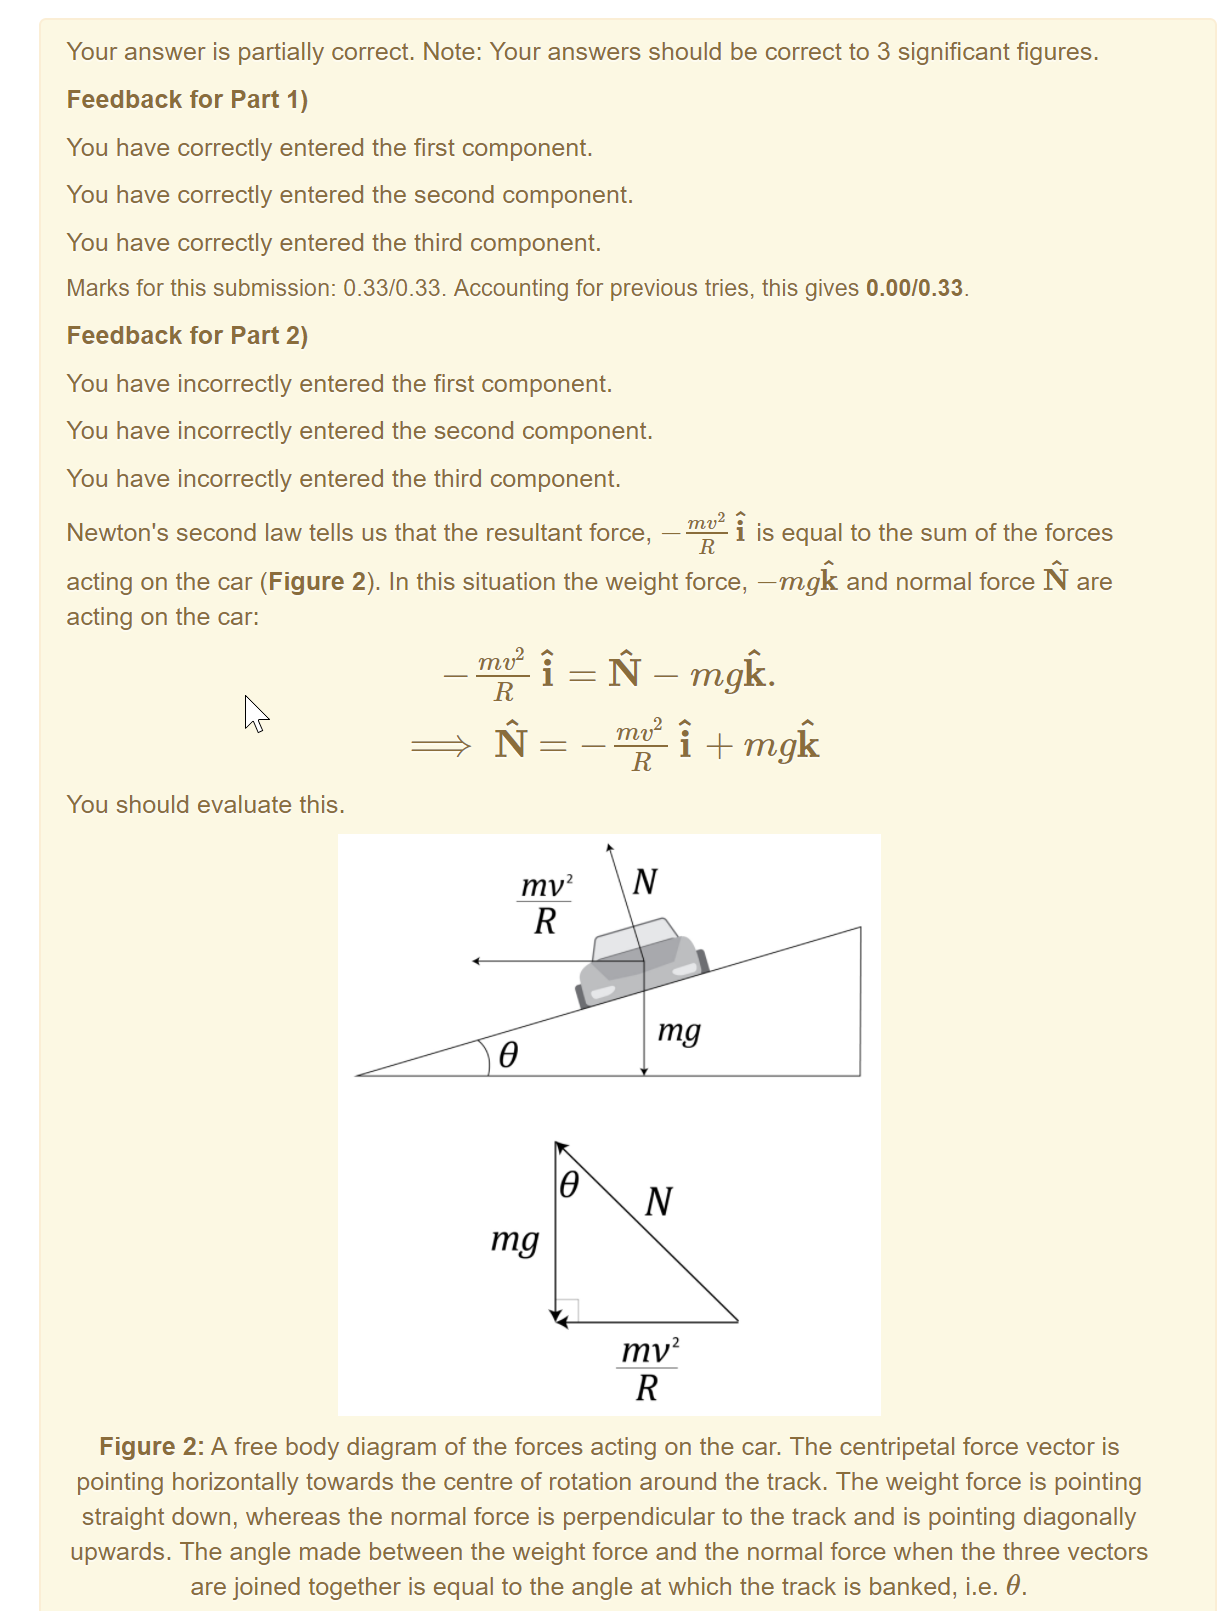 Your answer is partially correct. Note: Your answers should be correct to 3 significant figures.
Feedback for Part 1)
You have correctly entered the first component.
You have correctly entered the second component.
You have correctly entered the third component.
Marks for this submission: 0.33/0.33. Accounting for previous tries, this gives 0.00/0.33.
Feedback for Part 2)
You have incorrectly entered the first component.
You have incorrectly entered the second component.
You have incorrectly entered the third component.
Newton's second law tells us that the resultant force, $-\frac{mv^2}{R}\,\hat{\mathbf{i}}$ is equal to the sum of the forces
acting on the car (Figure 2). In this situation the weight force, $-mg\hat{\mathbf{k}}$ and normal force $\hat{\mathbf{N}}$ are
acting on the car:
$-\frac{mv^2}{R}\,\hat{\mathbf{i}} = \hat{\mathbf{N}} - mg\hat{\mathbf{k}}.$
$\implies \hat{\mathbf{N}} = -\frac{mv^2}{R}\,\hat{\mathbf{i}} + mg\hat{\mathbf{k}}$
You should evaluate this.
$\frac{mv^2}{R}$
N
mg
θ
θ
N
mg
$\frac{mv^2}{R}$
Figure 2: A free body diagram of the forces acting on the car. The centripetal force vector is
pointing horizontally towards the centre of rotation around the track. The weight force is pointing
straight down, whereas the normal force is perpendicular to the track and is pointing diagonally
upwards. The angle made between the weight force and the normal force when the three vectors
are joined together is equal to the angle at which the track is banked, i.e. θ.